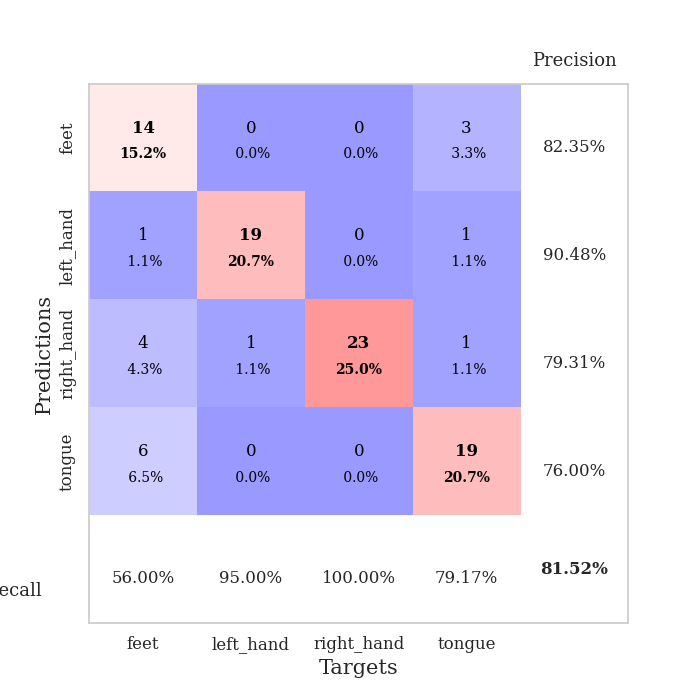 Precision
feet
14 0 0 3
15.2% 0.0% 0.0% 3.3%
82.35%
left_hand
1 19 0 1
1.1% 20.7% 0.0% 1.1%
90.48%
Predictions
right_hand
4 1 23 1
4.3% 1.1% 25.0% 1.1%
79.31%
tongue
6 0 0 19
6.5% 0.0% 0.0% 20.7%
76.00%
ecall
56.00% 95.00% 100.00% 79.17% 81.52%
feet left_hand right_hand tongue
Targets